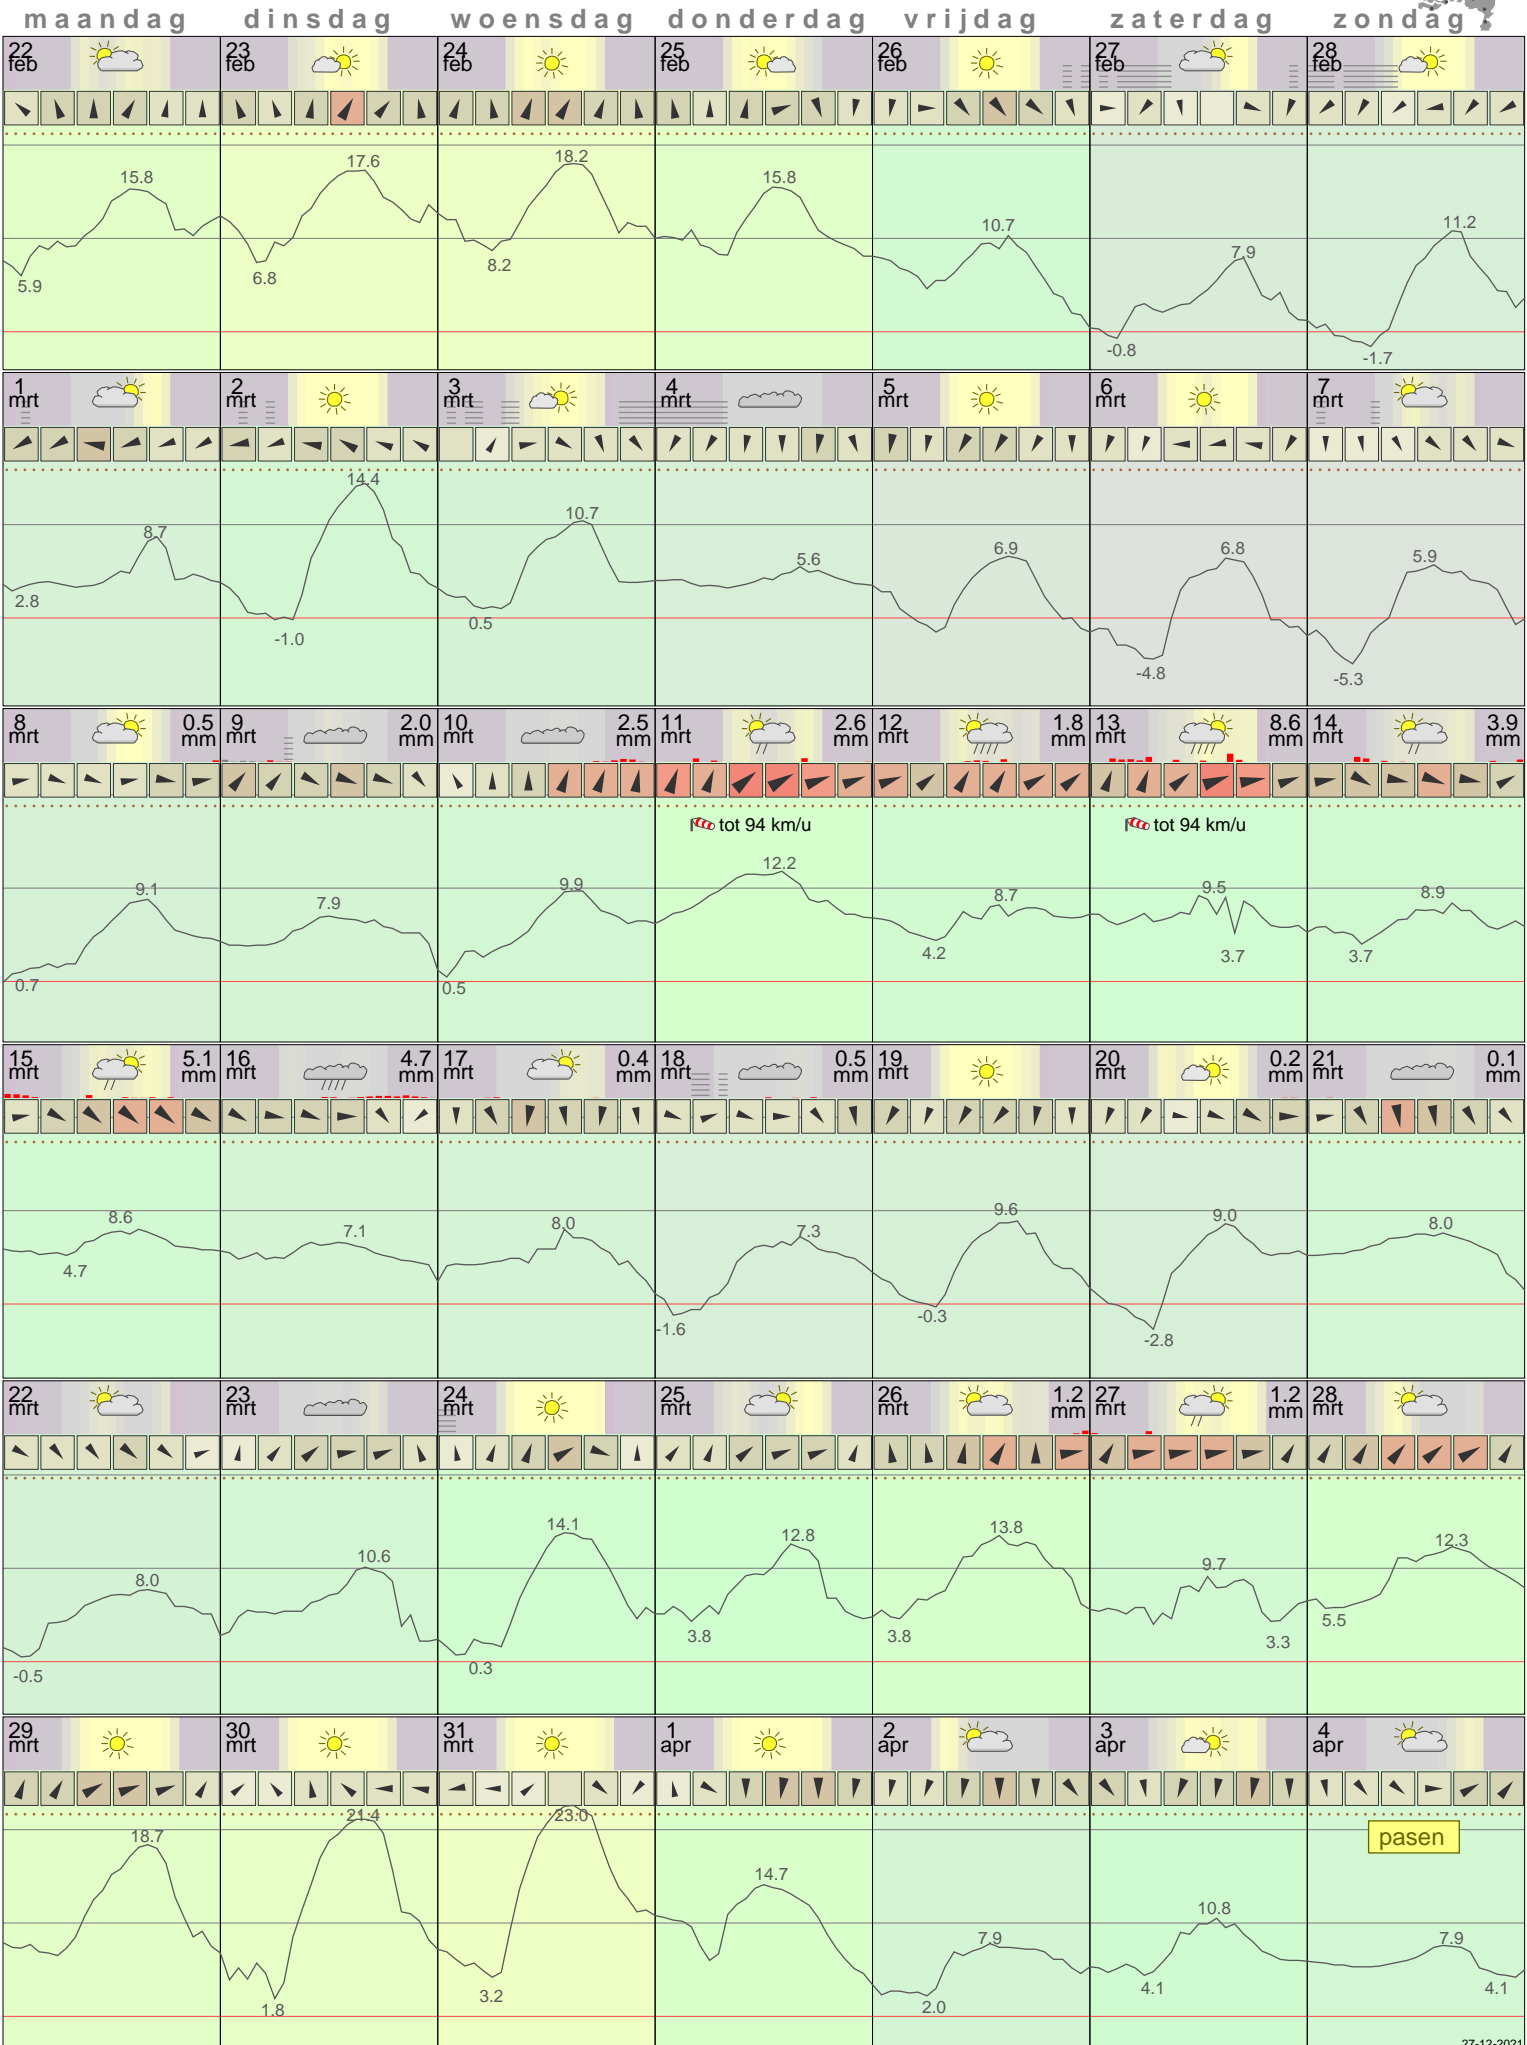 maandag dinsdag woensdag donderdag vrijdag zaterdag zondag
22 23 24 25 26 27 28
feb feb feb feb feb feb feb
15.8 17.6 18.2 15.8 10.7 7.9 11.2
5.9 6.8 8.2 -0.8 -1.7
1 2 3 4 5 6 7
mrt mrt mrt mrt mrt mrt mrt
8.7 14.4 10.7 5.6 6.9 6.8 5.9
2.8 -1.0 0.5 -4.8 -5.3
8 0.5 9 2.0 10 2.5 11 2.6 12 1.8 13 8.6 14 3.9
mrt mm mrt mm mrt mm mrt mm mrt mm mrt mm mrt mm
tot 94 km/u tot 94 km/u
9.1 7.9 9.9 12.2 8.7 9.5 8.9
0.7 0.5 4.2 3.7 3.7
15 5.1 16 4.7 17 0.4 18 0.5 19 20 0.2 21 0.1
mrt mm mrt mm mrt mm mrt mm mrt mrt mm mrt mm
8.6 7.1 8.0 7.3 9.6 9.0 8.0
4.7 -1.6 -0.3 -2.8
22 23 24 25 26 1.2 27 1.2 28
mrt mrt mrt mrt mrt mm mrt mm mrt
8.0 10.6 14.1 12.8 13.8 9.7 12.3
-0.5 0.3 3.8 3.8 3.3 5.5
29 30 31 1 2 3 4
mrt mrt mrt apr apr apr apr
pasen
18.7 21.4 23.0 14.7 7.9 10.8 7.9
1.8 3.2 2.0 4.1 4.1
27-12-2021